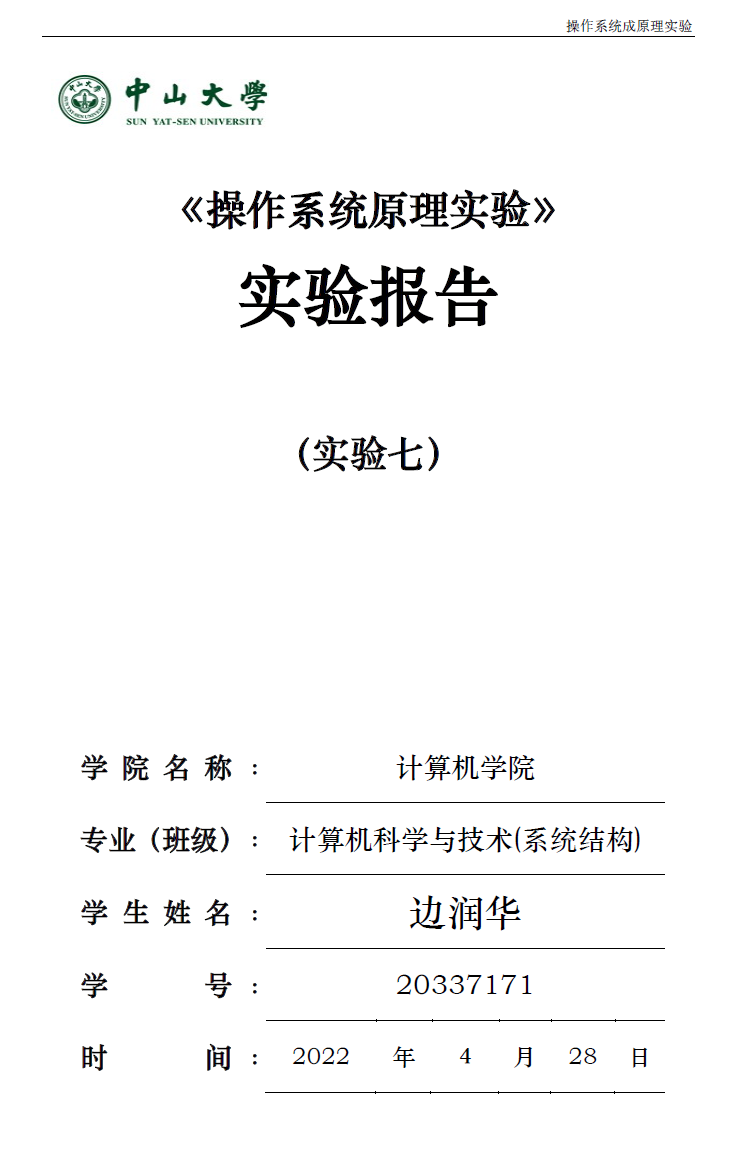 操作系统成原理实验
中山大學
SUN YAT-SEN UNIVERSITY
《操作系统原理实验》
实验报告
（实验七）
学院名称：计算机学院
专业（班级）：计算机科学与技术(系统结构)
学生姓名：边润华
学号：20337171
时间：2022 年 4 月 28 日